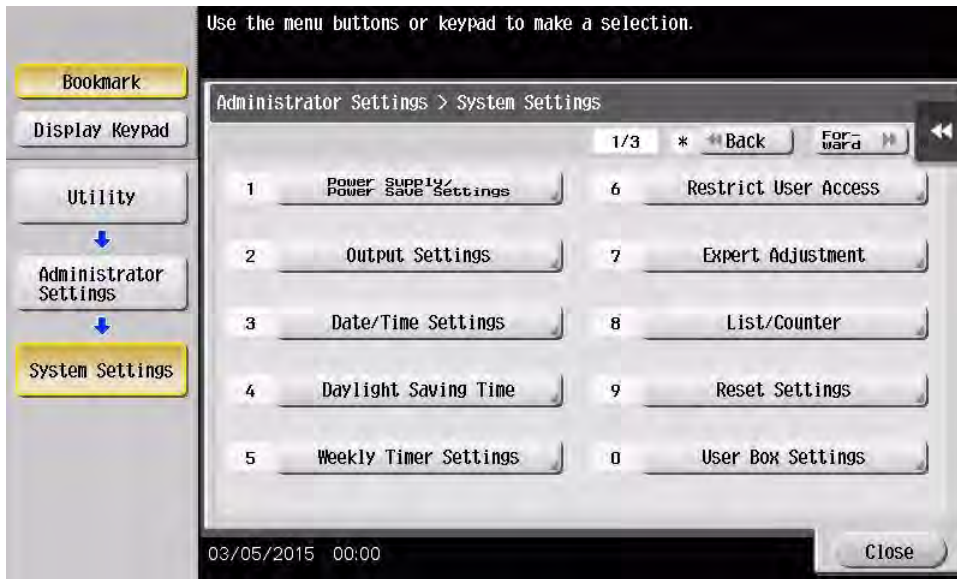 Use the menu buttons or keypad to make a selection.
Bookmark
Display Keypad
Utility
Administrator
Settings
System Settings
Administrator Settings > System Settings
1/3 * Back For-
ward
1 Power Supply/
Power Save Settings
2 Output Settings
3 Date/Time Settings
4 Daylight Saving Time
5 Weekly Timer Settings
6 Restrict User Access
7 Expert Adjustment
8 List/Counter
9 Reset Settings
0 User Box Settings
03/05/2015 00:00
Close